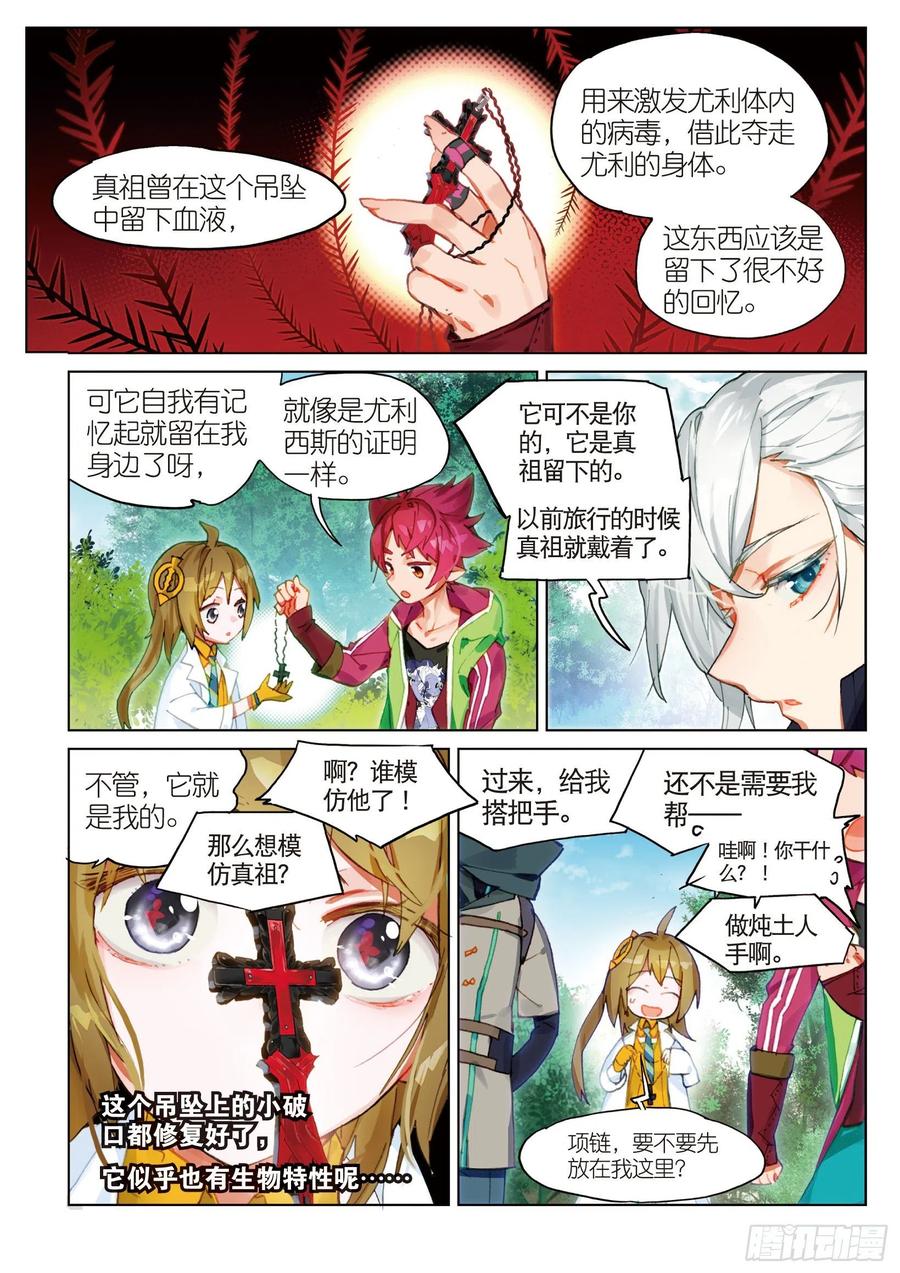 真祖曾在这个吊坠
中留下血液，
用来激发尤利体内
的病毒，借此夺走
尤利的身体。
这东西应该是
留下了很不好
的回忆。
可它自我有记
忆起就留在我
身边了呀，
就像是尤利
西斯的证明
一样。
它可不是你
的，它是真
祖留下的。
以前旅行的时候
真祖就戴着了。
不管，它就
是我的。
那么想模
仿真祖？
啊？谁模
仿他了！
这个吊坠上的小破
口都修复好了，
它似乎也有生物特性呢……
过来，给我
搭把手。
还不是需要我
帮——
哇啊！你干什
么？！
做炖土人
手啊。
项链，要不要先
放在我这里？
腾讯动漫